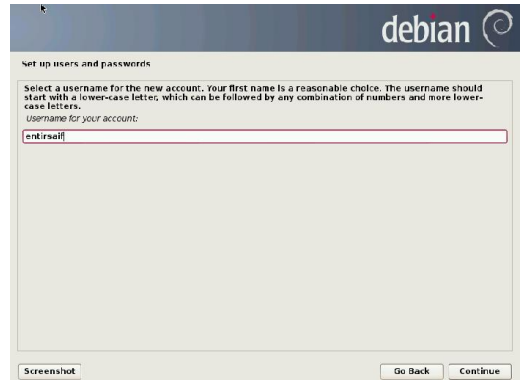 debian
Set up users and passwords
Select a username for the new account. Your first name is a reasonable choice. The username should
start with a lower-case letter, which can be followed by any combination of numbers and more lower-
case letters.
Username for your account:
entirsaif
Screenshot
Go Back
Continue